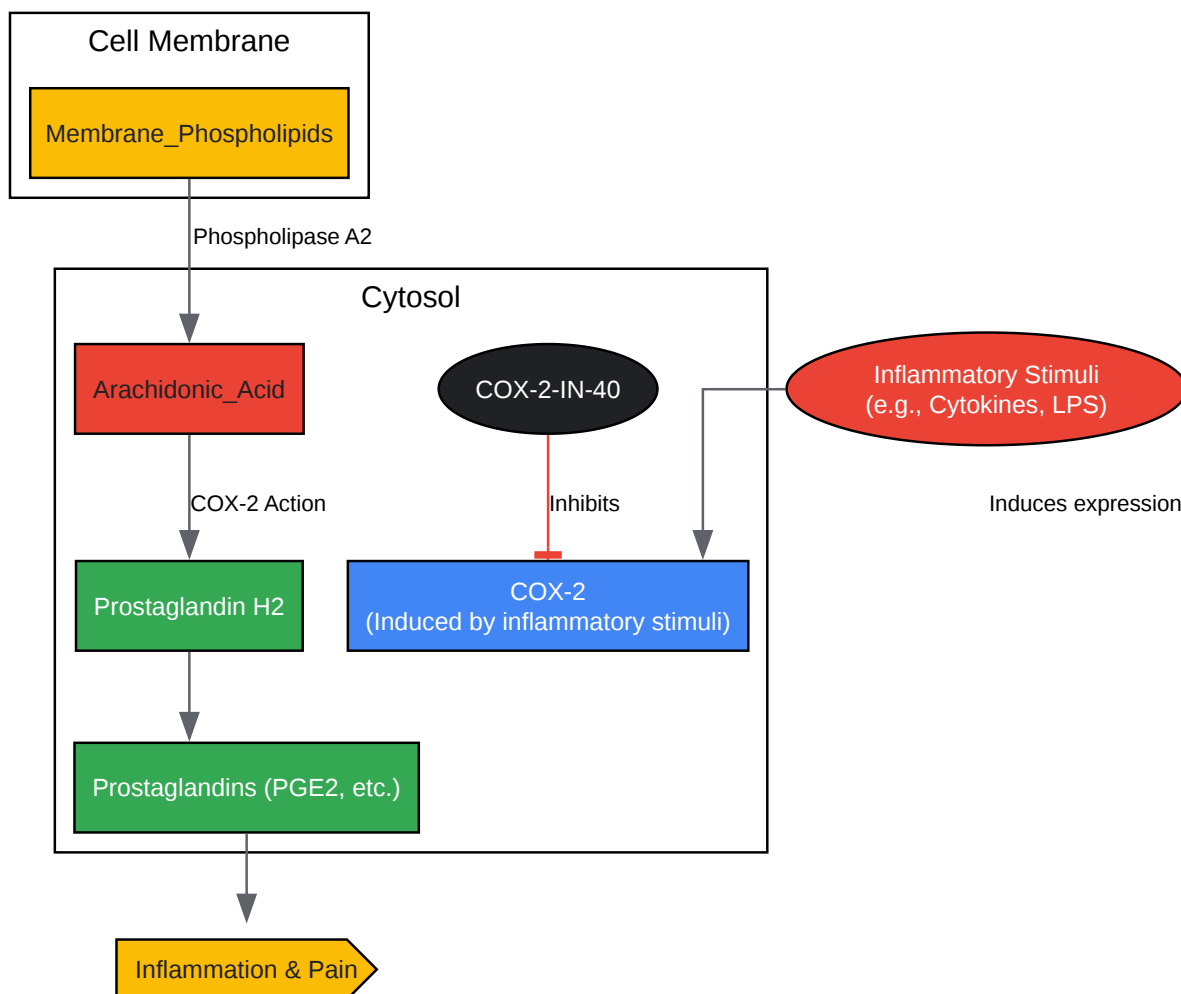 Cell Membrane
Membrane_Phospholipids
Phospholipase A2
Cytosol
Arachidonic_Acid
COX-2-IN-40
Inflammatory Stimuli
(e.g., Cytokines, LPS)
COX-2 Action
Inhibits
Induces expression
Prostaglandin H2
COX-2
(Induced by inflammatory stimuli)
Prostaglandins (PGE2, etc.)
Inflammation & Pain